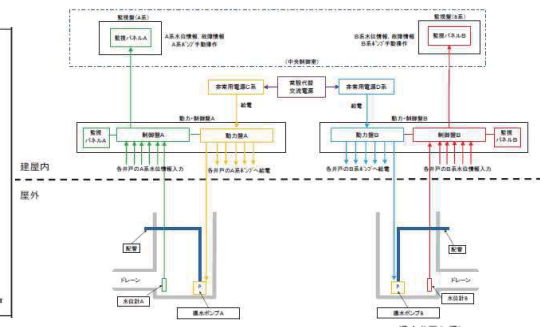 監視盤(A系)
監視パネルA
A系水位情報、故障情報
A系ポンプ手動操作
監視盤(B系)
監視パネルB
B系水位情報、故障情報
B系ポンプ手動操作
(中央制御室)
非常用電源C系
常設代替
交流電源
非常用電源D系
給電
給電
動力・制御盤A
監視
パネルA
制御盤A
動力盤A
動力・制御盤B
動力盤B
制御盤B
監視
パネルB
各井戸のA系水位情報入力
各井戸のA系ポンプへ給電
各井戸のB系ポンプへ給電
各井戸のB系水位情報入力
建屋内
屋外
配管
配管
ドレーン
ドレーン
P
P
水位計A
揚水ポンプA
揚水ポンプB
水位計B